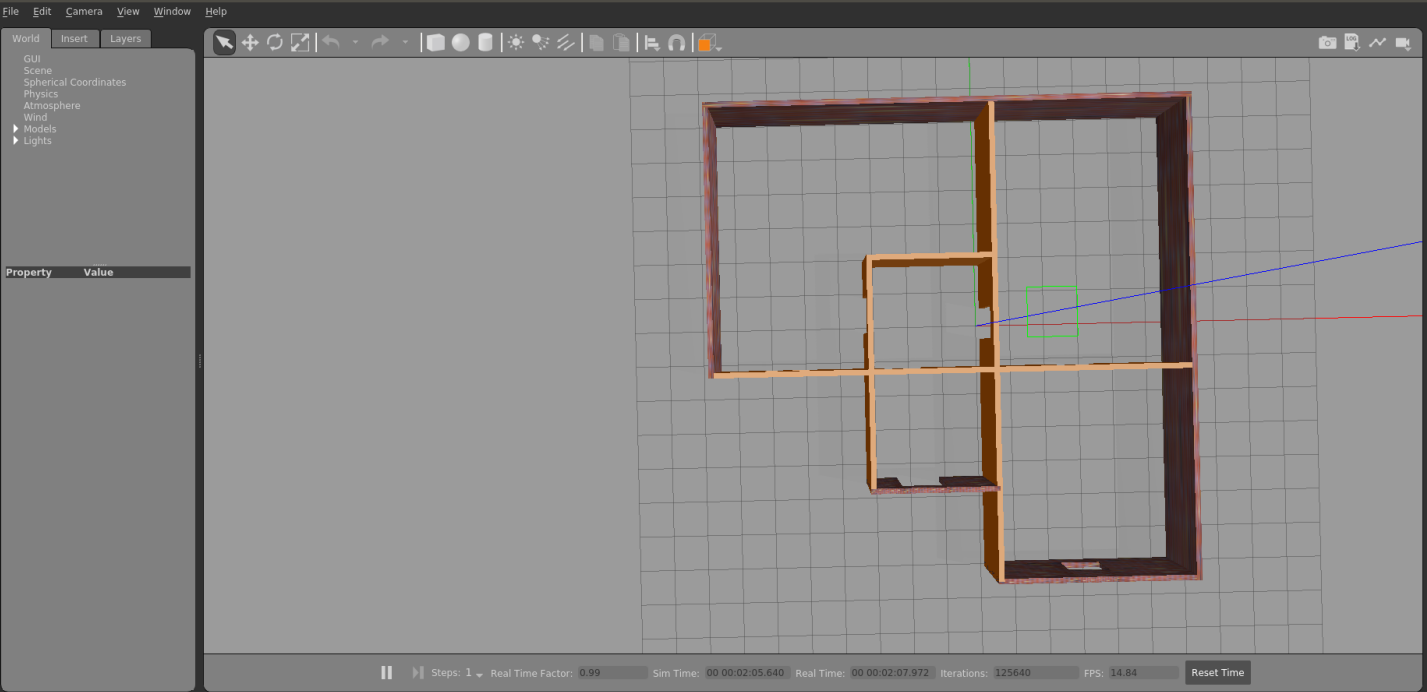 File Edit Camera View Window Help
World Insert Layers
GUI
Scene
Spherical Coordinates
Physics
Atmosphere
Wind
Models
Lights
Property Value
Steps: 1 Real Time Factor: 0.99 Sim Time: 00 00:02:05.640 Real Time: 00 00:02:07.972 Iterations: 125640 FPS: 14.84 Reset Time